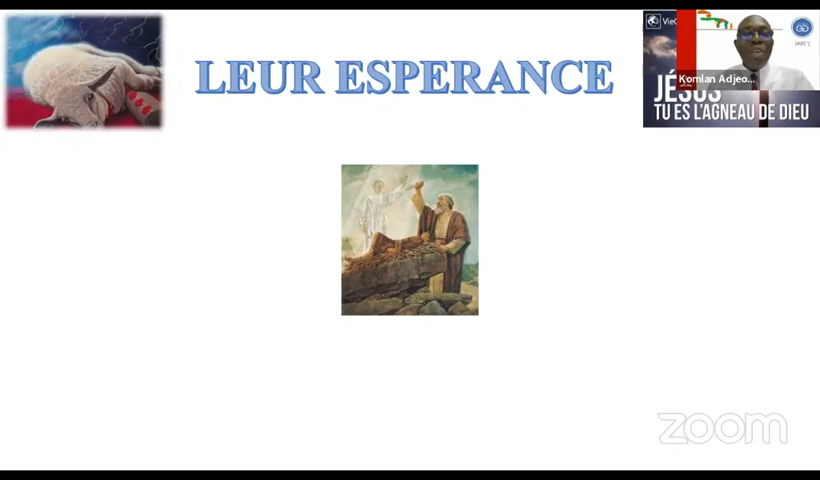 LEUR ESPERANCE
Komlan Adjeo...
JÉSUS
TU ES L'AGNEAU DE DIEU
zoom